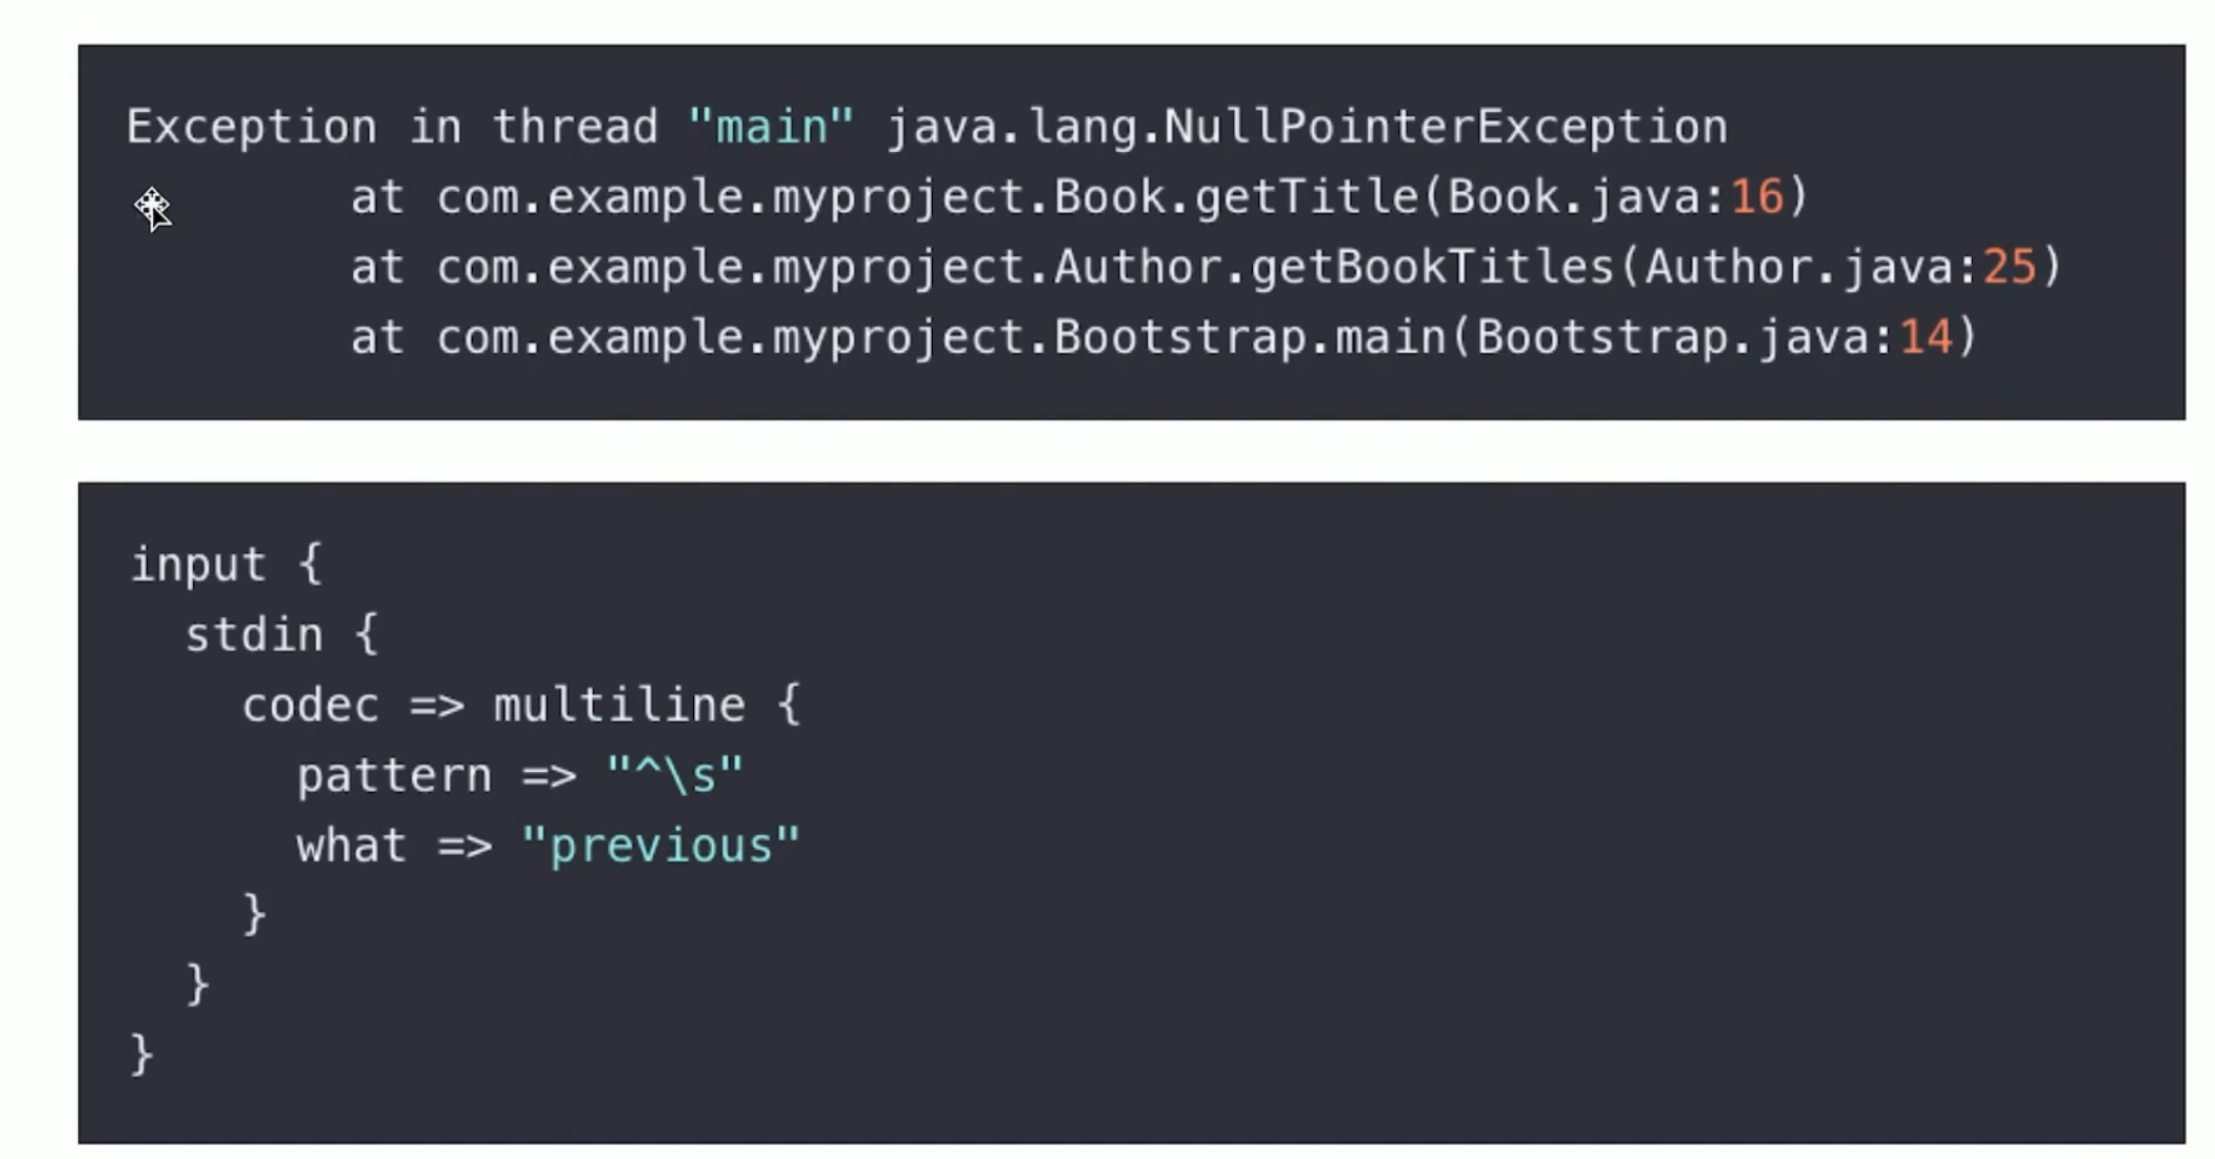 Exception in thread "main" java.lang.NullPointerException
        at com.example.myproject.Book.getTitle(Book.java:16)
        at com.example.myproject.Author.getBookTitles(Author.java:25)
        at com.example.myproject.Bootstrap.main(Bootstrap.java:14)
input {
  stdin {
    codec => multiline {
      pattern => "^\s"
      what => "previous"
    }
  }
}